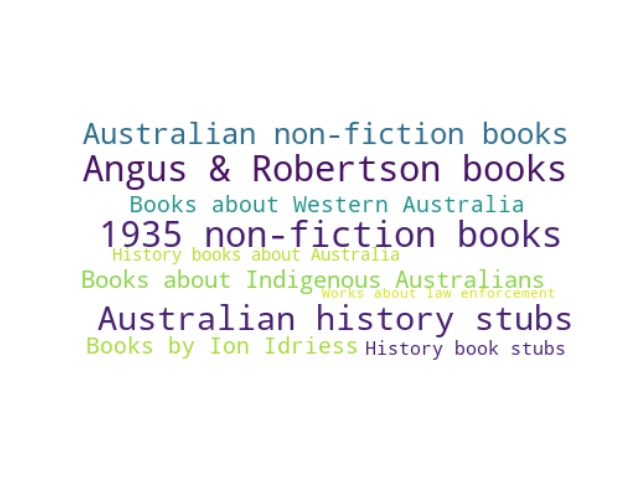 Australian non-fiction books
Angus & Robertson books
Books about Western Australia
1935 non-fiction books
History books about Australia
Books about Indigenous Australians
Works about law enforcement
Australian history stubs
Books by Ion Idriess
History book stubs